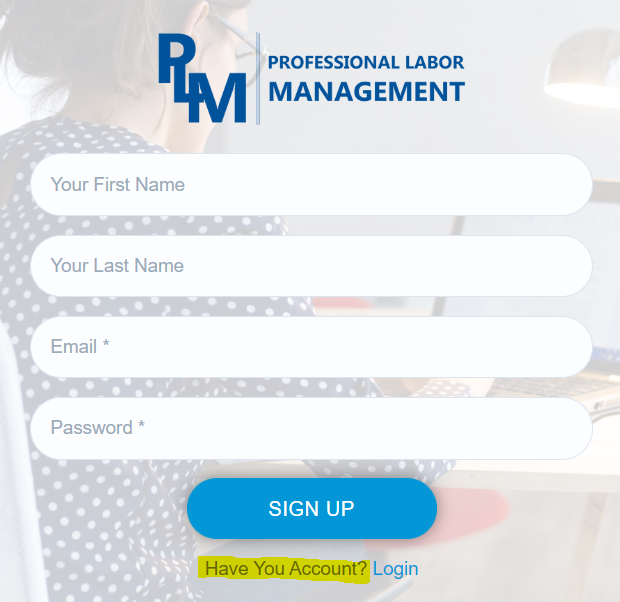 PLM
PROFESSIONAL LABOR
MANAGEMENT
Your First Name
Your Last Name
Email *
Password *
SIGN UP
Have You Account? Login